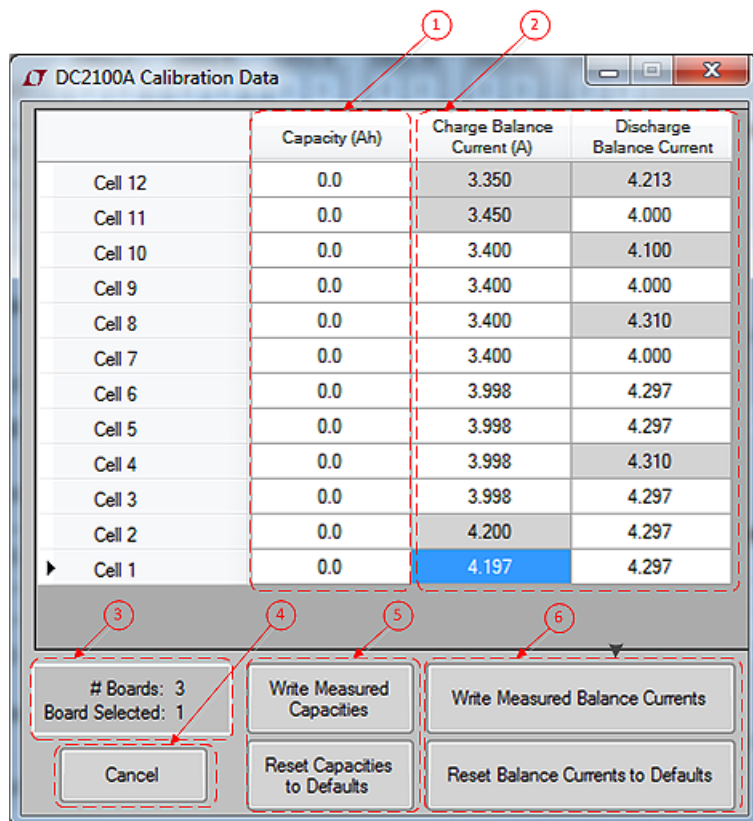 1 2
DC2100A Calibration Data
Capacity (Ah) Charge Balance Current (A) Discharge Balance Current
Cell 12 0.0 3.350 4.213
Cell 11 0.0 3.450 4.000
Cell 10 0.0 3.400 4.100
Cell 9 0.0 3.400 4.000
Cell 8 0.0 3.400 4.310
Cell 7 0.0 3.400 4.000
Cell 6 0.0 3.998 4.297
Cell 5 0.0 3.998 4.297
Cell 4 0.0 3.998 4.310
Cell 3 0.0 3.998 4.297
Cell 2 0.0 4.200 4.297
Cell 1 0.0 4.197 4.297
3 4 5 6
# Boards: 3
Board Selected: 1
Write Measured
Capacities
Write Measured Balance Currents
Cancel
Reset Capacities
to Defaults
Reset Balance Currents to Defaults